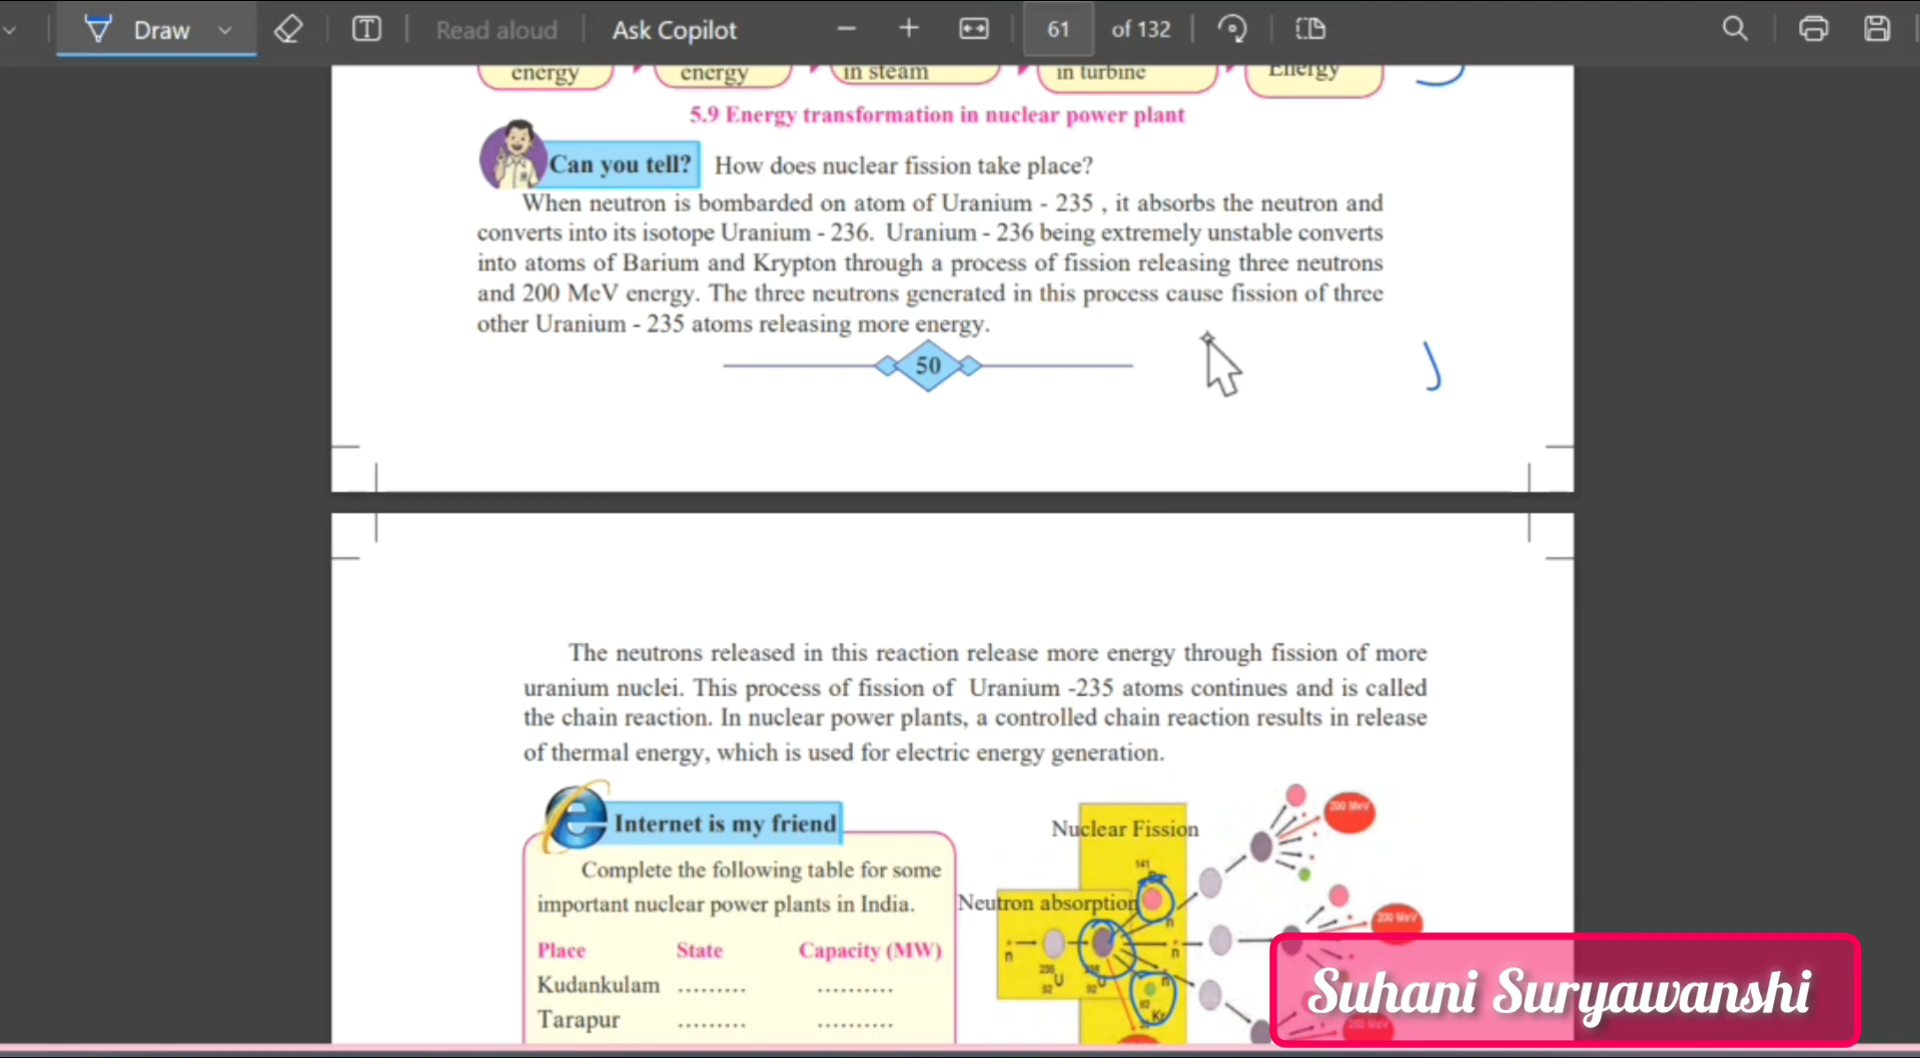 Draw
Read aloud
Ask Copilot
61 of 132
energy
energy
in steam
in turbine
Energy
5.9 Energy transformation in nuclear power plant
Can you tell? How does nuclear fission take place?
When neutron is bombarded on atom of Uranium - 235 , it absorbs the neutron and
converts into its isotope Uranium - 236. Uranium - 236 being extremely unstable converts
into atoms of Barium and Krypton through a process of fission releasing three neutrons
and 200 MeV energy. The three neutrons generated in this process cause fission of three
other Uranium - 235 atoms releasing more energy.
50
The neutrons released in this reaction release more energy through fission of more
uranium nuclei. This process of fission of Uranium -235 atoms continues and is called
the chain reaction. In nuclear power plants, a controlled chain reaction results in release
of thermal energy, which is used for electric energy generation.
Internet is my friend
Complete the following table for some
important nuclear power plants in India.
Place State Capacity (MW)
Kudankulam ......... ..........
Tarapur ......... ..........
Nuclear Fission
141
Neutron absorption
n
U
92
n
n
n
92
Kr
200 MeV
200 MeV
200 MeV
Suhani Suryawanshi